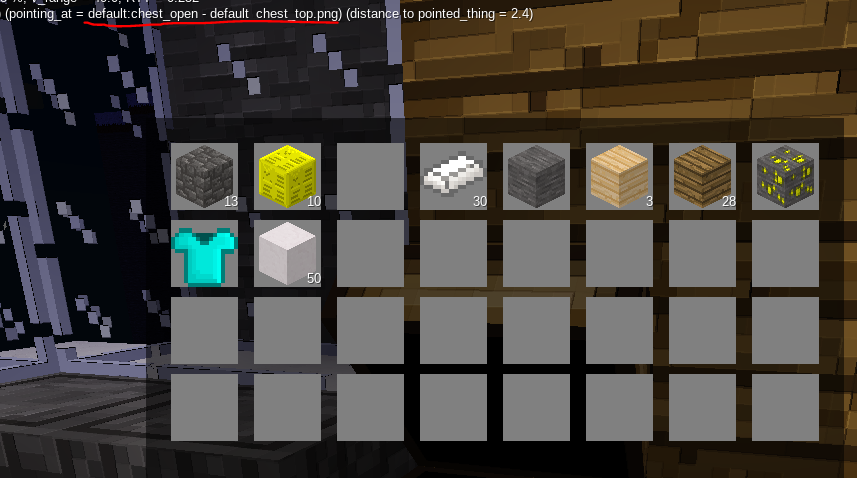 (pointing_at = default:chest_open - default_chest_top.png) (distance to pointed_thing = 2.4)
13 10 30 3 28
50